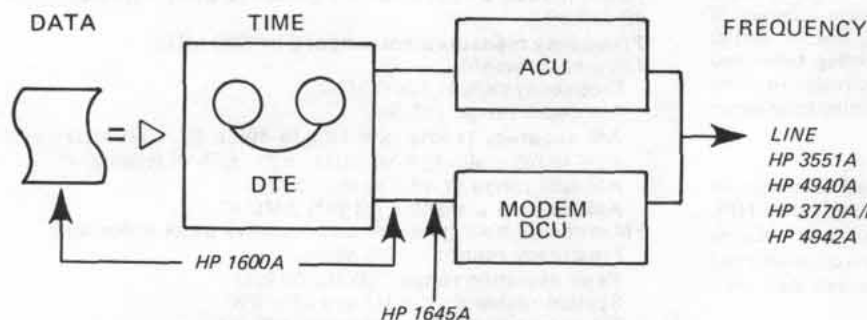 DATA
TIME
FREQUENCY
ACU
=
DTE
LINE
HP 3551A
HP 4940A
HP 3770A/
HP 4942A
MODEM
DCU
HP 1600A
HP 1645A